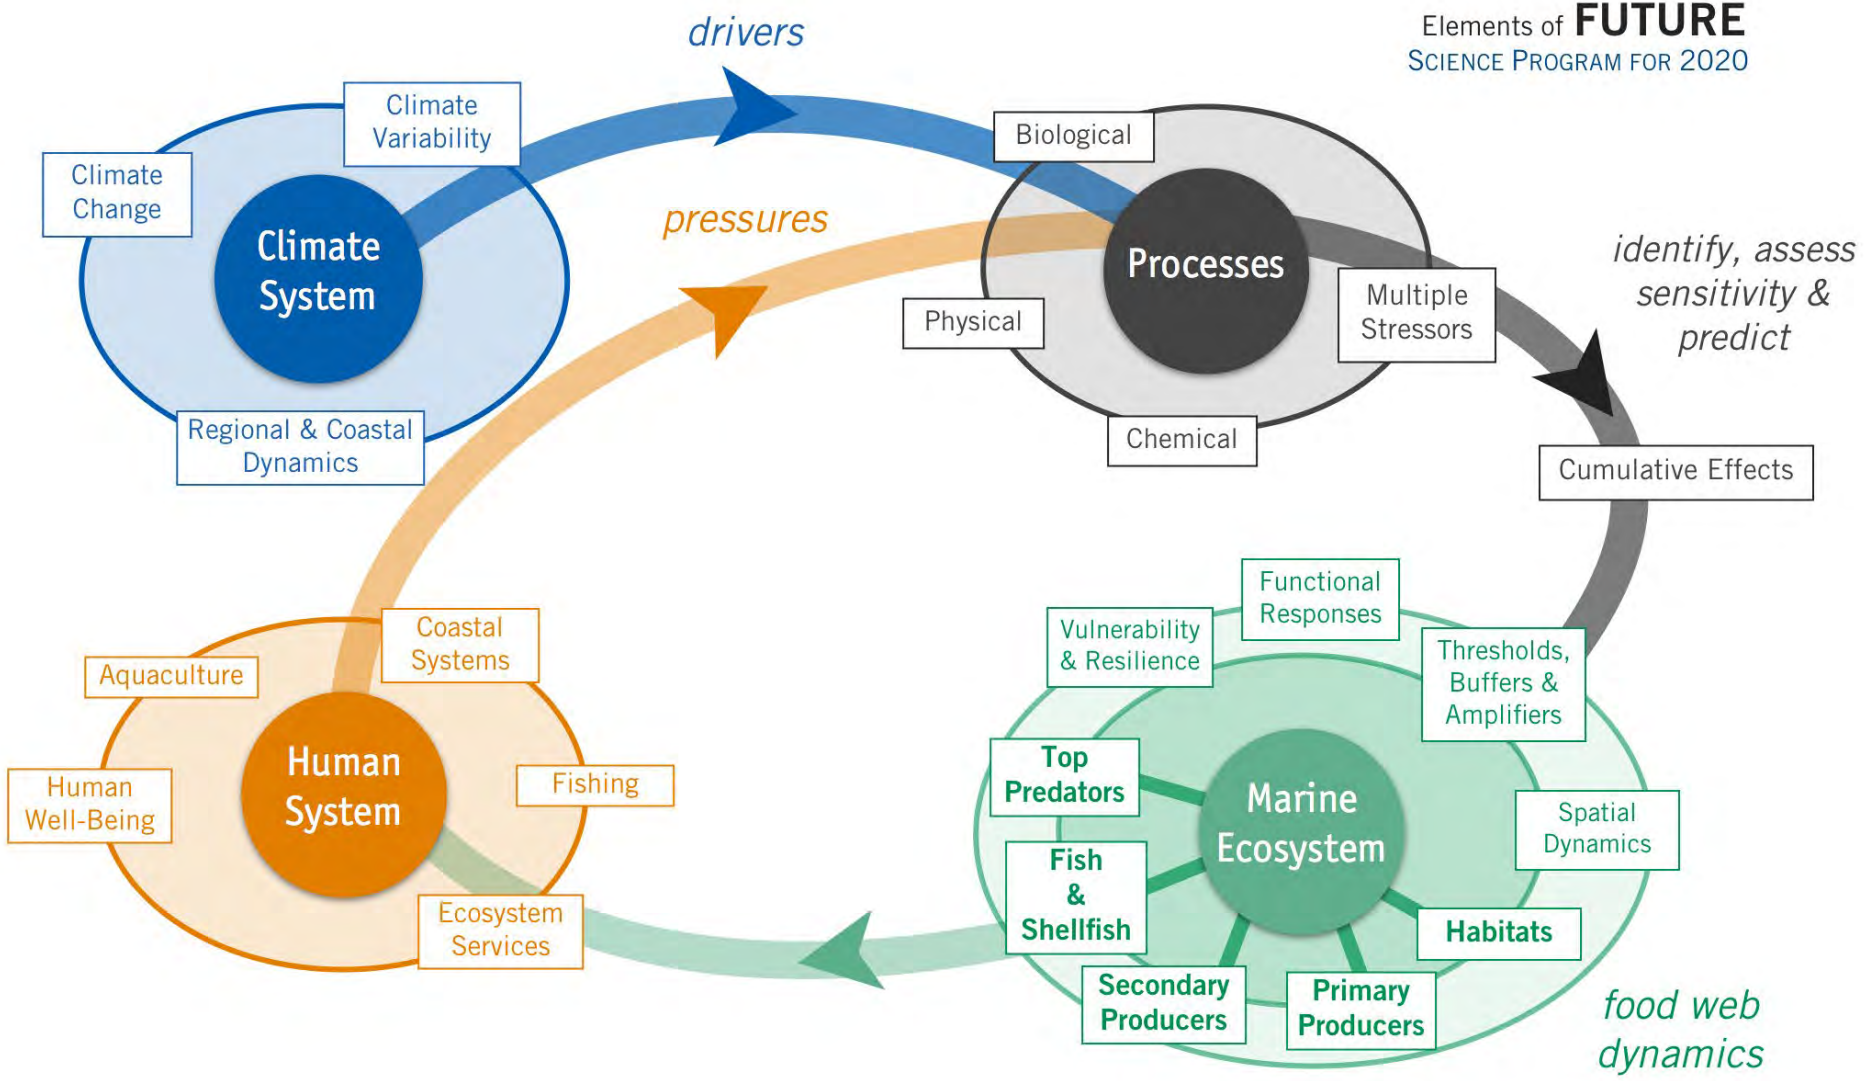 Elements of FUTURE
SCIENCE PROGRAM FOR 2020
drivers
pressures
Climate
Variability
Climate
Change
Climate
System
Regional & Coastal
Dynamics
Biological
Processes
Physical
Multiple
Stressors
Chemical
identify, assess
sensitivity &
predict
Cumulative Effects
Coastal
Systems
Aquaculture
Human
System
Human
Well-Being
Fishing
Ecosystem
Services
Functional
Responses
Vulnerability
& Resilience
Thresholds,
Buffers &
Amplifiers
Top
Predators
Marine
Ecosystem
Spatial
Dynamics
Fish
&
Shellfish
Habitats
Secondary
Producers
Primary
Producers
food web
dynamics